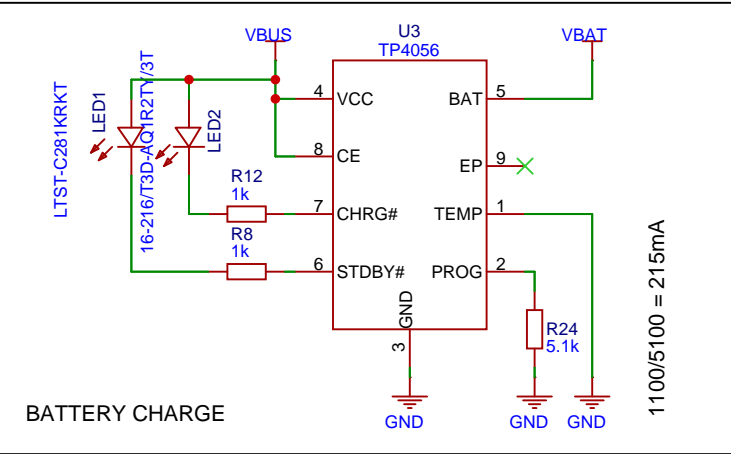 VBUS
U3
TP4056
VBAT
LTST-C281KRKT
LED1
16-216/T3D-AQ1R2TY/3T
LED2
4
VCC
BAT
5
8
CE
EP
9
R12
1k
7
CHRG#
TEMP
1
R8
1k
6
STDBY#
PROG
2
GND
3
R24
5.1k
1100/5100 = 215mA
GND
GND
GND
BATTERY CHARGE